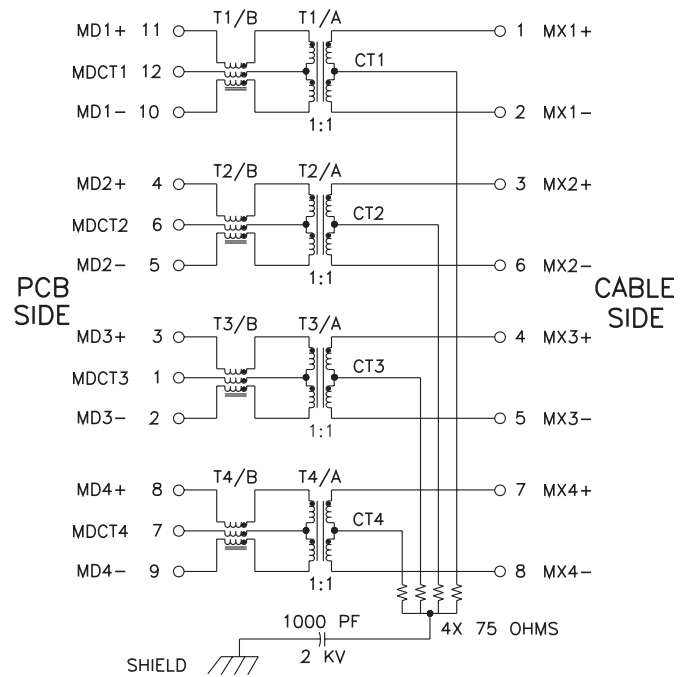 T1/B T1/A
MD1+ 11 1 MX1+
CT1
MDCT1 12
MD1- 10 2 MX1-
1:1
T2/B T2/A
MD2+ 4 3 MX2+
CT2
MDCT2 6
MD2- 5 6 MX2-
1:1
PCB
SIDE
CABLE
SIDE
T3/B T3/A
MD3+ 3 4 MX3+
CT3
MDCT3 1
MD3- 2 5 MX3-
1:1
T4/B T4/A
MD4+ 8 7 MX4+
CT4
MDCT4 7
MD4- 9 8 MX4-
1:1
1000 PF
4X 75 OHMS
2 KV
SHIELD